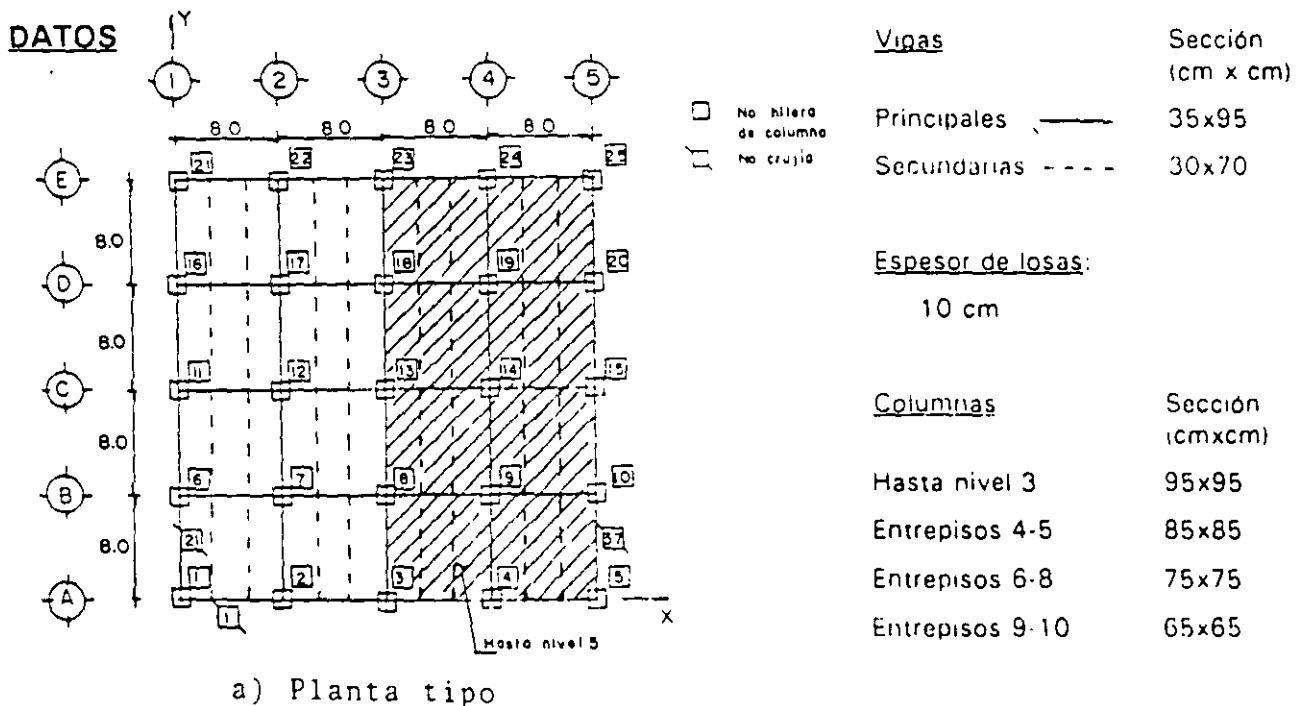 DATOS
Y
1 2 3 4 5
8.0 8.0 8.0 8.0
No hilera
de columna
No crujía
E
21 22 23 24 25
8.0
D
16 17 18 19 20
8.0
C
11 12 13 14 15
8.0
B
6 7 8 9 10
8.0
21 37
A
1 2 3 4 5
X
1
Hasta nivel 5
a) Planta tipo
Vigas Sección
(cm x cm)
Principales 35x95
Secundarias 30x70
Espesor de losas:
10 cm
Columnas Sección
(cmxcm)
Hasta nivel 3 95x95
Entrepisos 4-5 85x85
Entrepisos 6-8 75x75
Entrepisos 9-10 65x65